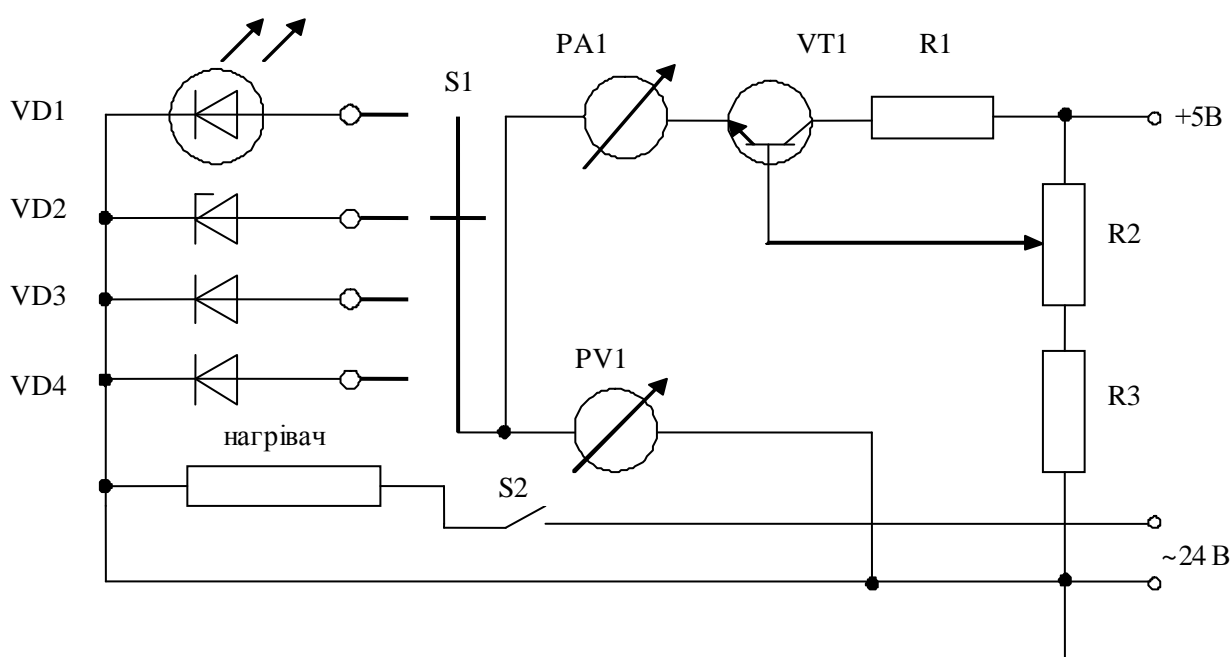 PA1
VT1
R1
S1
VD1
+5В
VD2
R2
VD3
PV1
VD4
R3
нагрівач
S2
~24 В